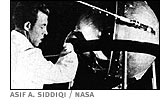 ASIF A. SIDDIQI / NASA